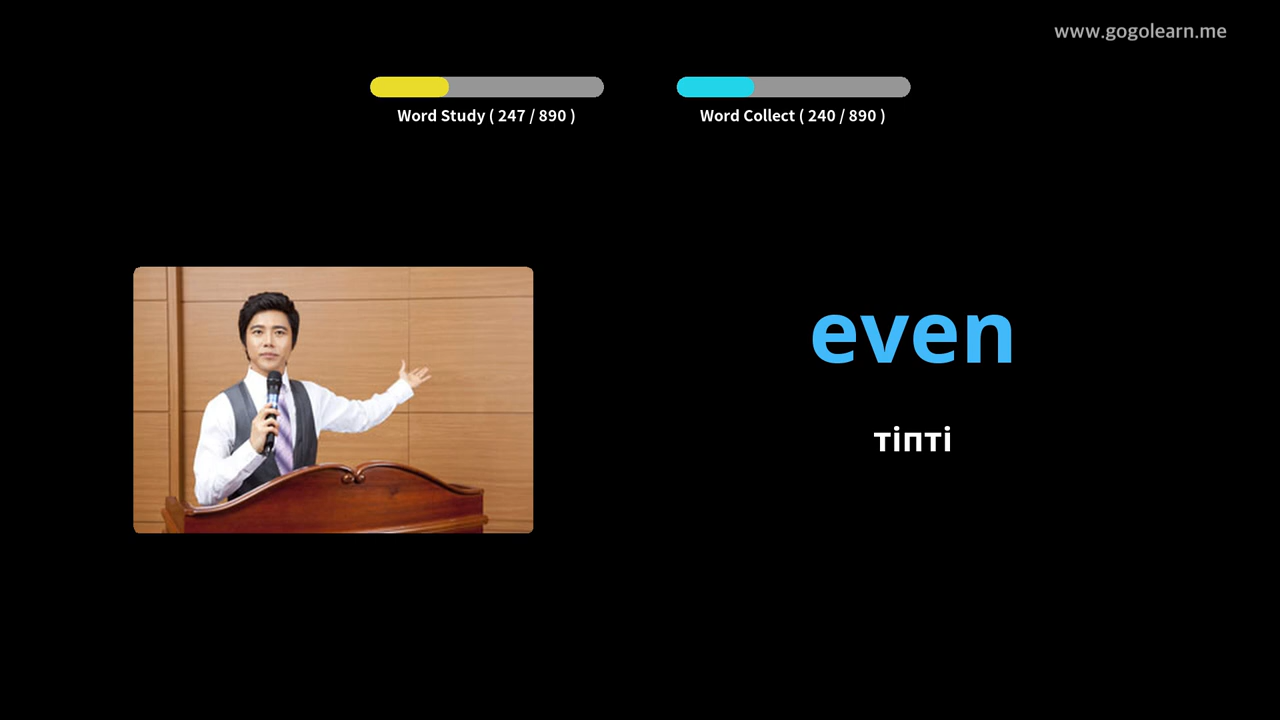 www.gogolearn.me
Word Study ( 247 / 890 )
Word Collect ( 240 / 890 )
even
тіпті